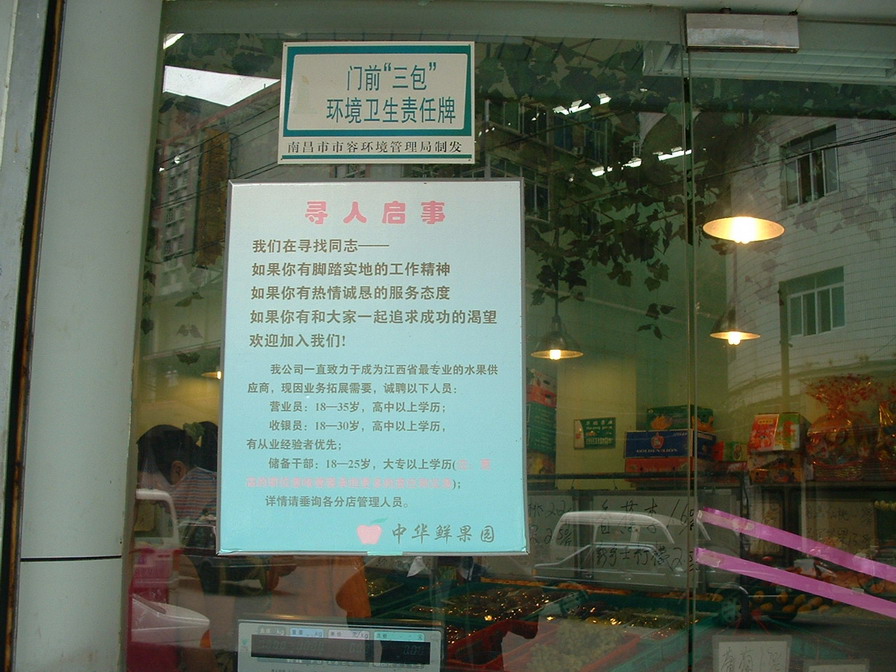 门前“三包”
环境卫生责任牌
南昌市市容环境管理局制发
寻人启事
我们在寻找同志——
如果你有脚踏实地的工作精神
如果你有热情诚恳的服务态度
如果你有和大家一起追求成功的渴望
欢迎加入我们!
我公司一直致力于成为江西省最专业的水果供
应商，现因业务拓展需要，诚聘以下人员：
营业员：18—35岁，高中以上学历；
收银员：18—30岁，高中以上学历，
有从业经验者优先；
储备干部：18—25岁，大专以上学历(
);
详情请垂询各分店管理人员。
中华鲜果园